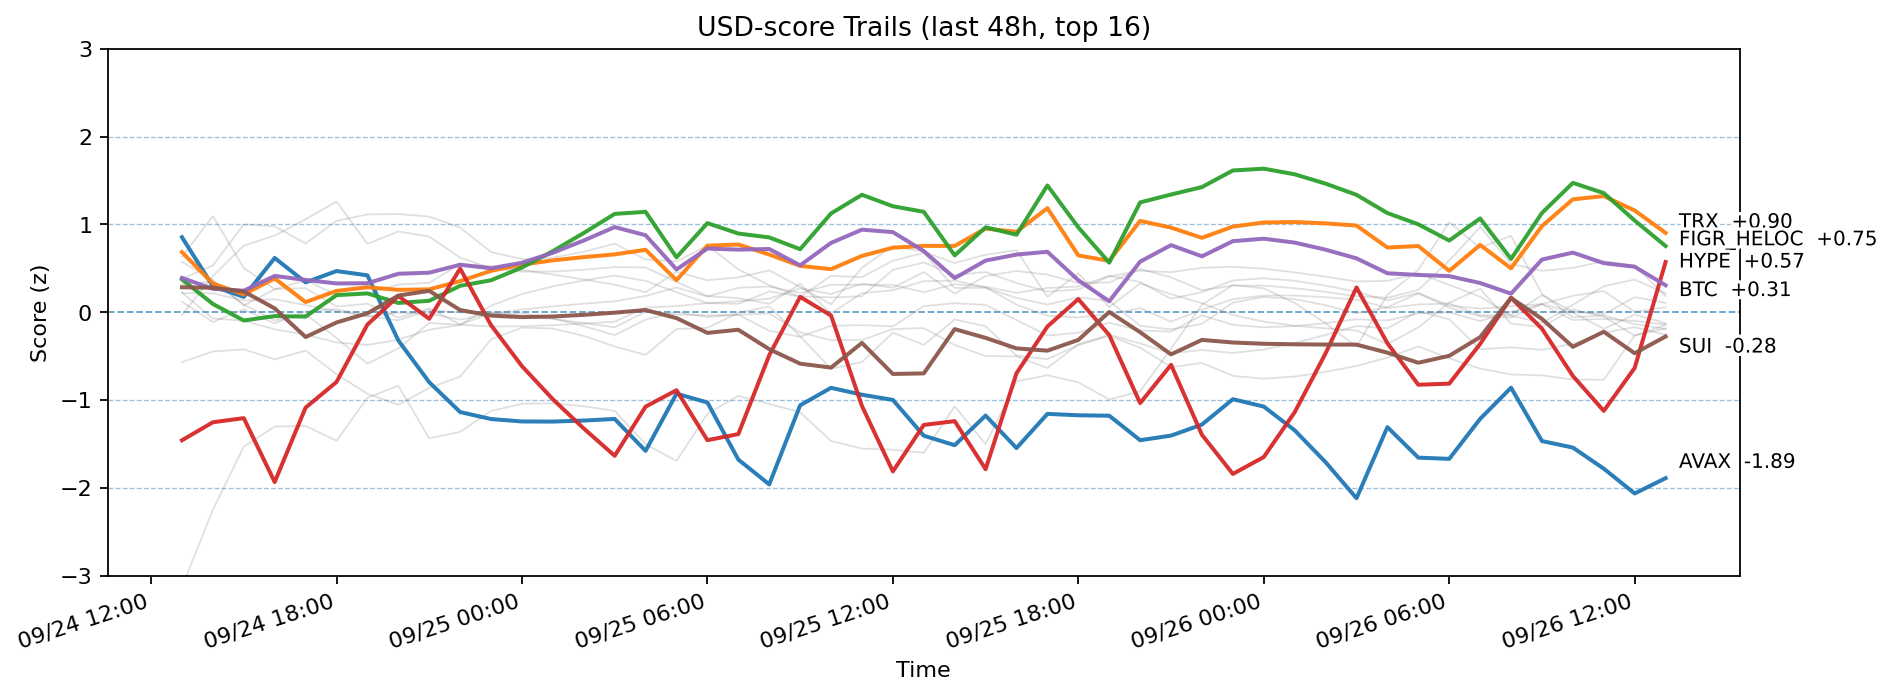 USD-score Trails (last 48h, top 16)
3
2
1
0
−1
−2
−3
Score (z)
TRX +0.90
FIGR_HELOC +0.75
HYPE +0.57
BTC +0.31
SUI -0.28
AVAX -1.89
09/24 12:00
09/24 18:00
09/25 00:00
09/25 06:00
09/25 12:00
09/25 18:00
09/26 00:00
09/26 06:00
09/26 12:00
Time